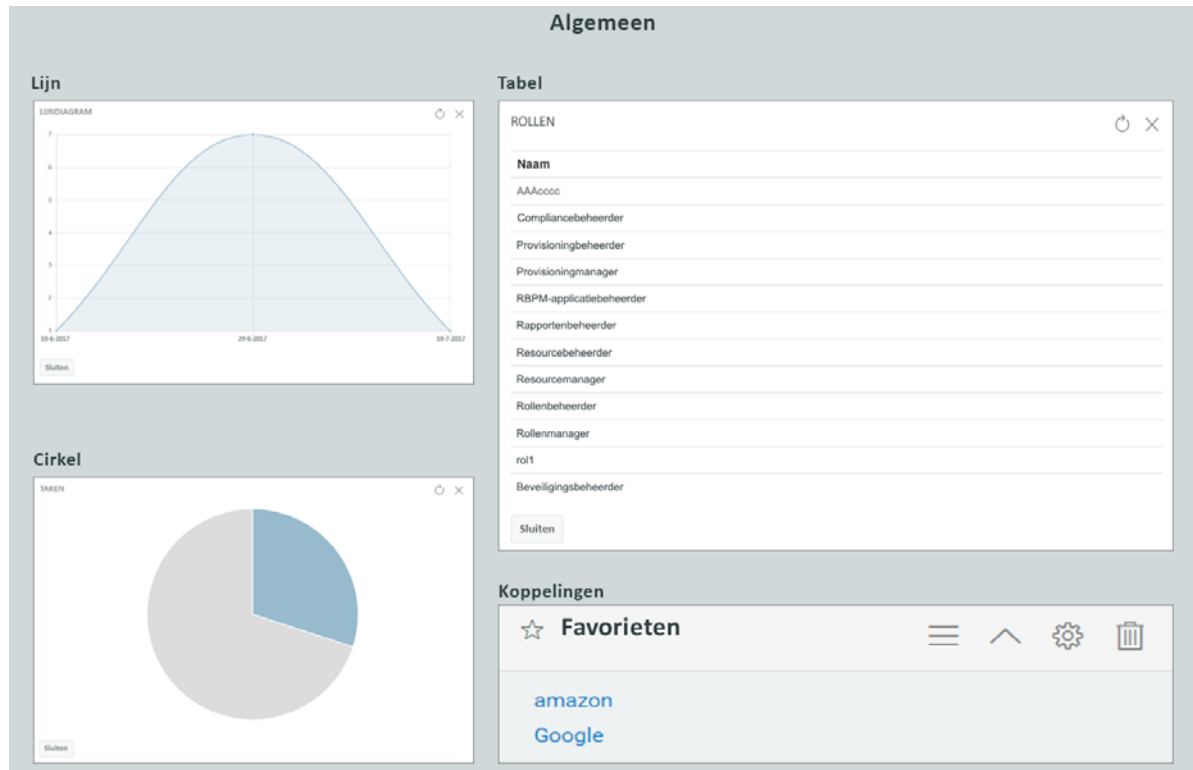 Algemeen
Lijn
LIJNDIAGRAM
7
6
5
4
3
2
1
19-6-2017 29-6-2017 19-7-2017
Sluiten
Cirkel
TAKEN
Sluiten
Tabel
ROLLEN
Naam
AAAcccc
Compliancebeheerder
Provisioningbeheerder
Provisioningmanager
RBPM-applicatiebeheerder
Rapportenbeheerder
Resourcebeheerder
Resourcemanager
Rollenbeheerder
Rollenmanager
rol1
Beveiligingsbeheerder
Sluiten
Koppelingen
Favorieten
amazon
Google